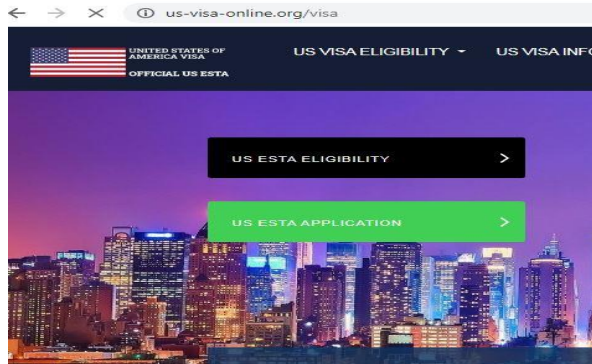 us-visa-online.org/visa
UNITED STATES OF
AMERICA VISA
OFFICIAL US ESTA
US VISA ELIGIBILITY
US VISA INFO
US ESTA ELIGIBILITY
US ESTA APPLICATION